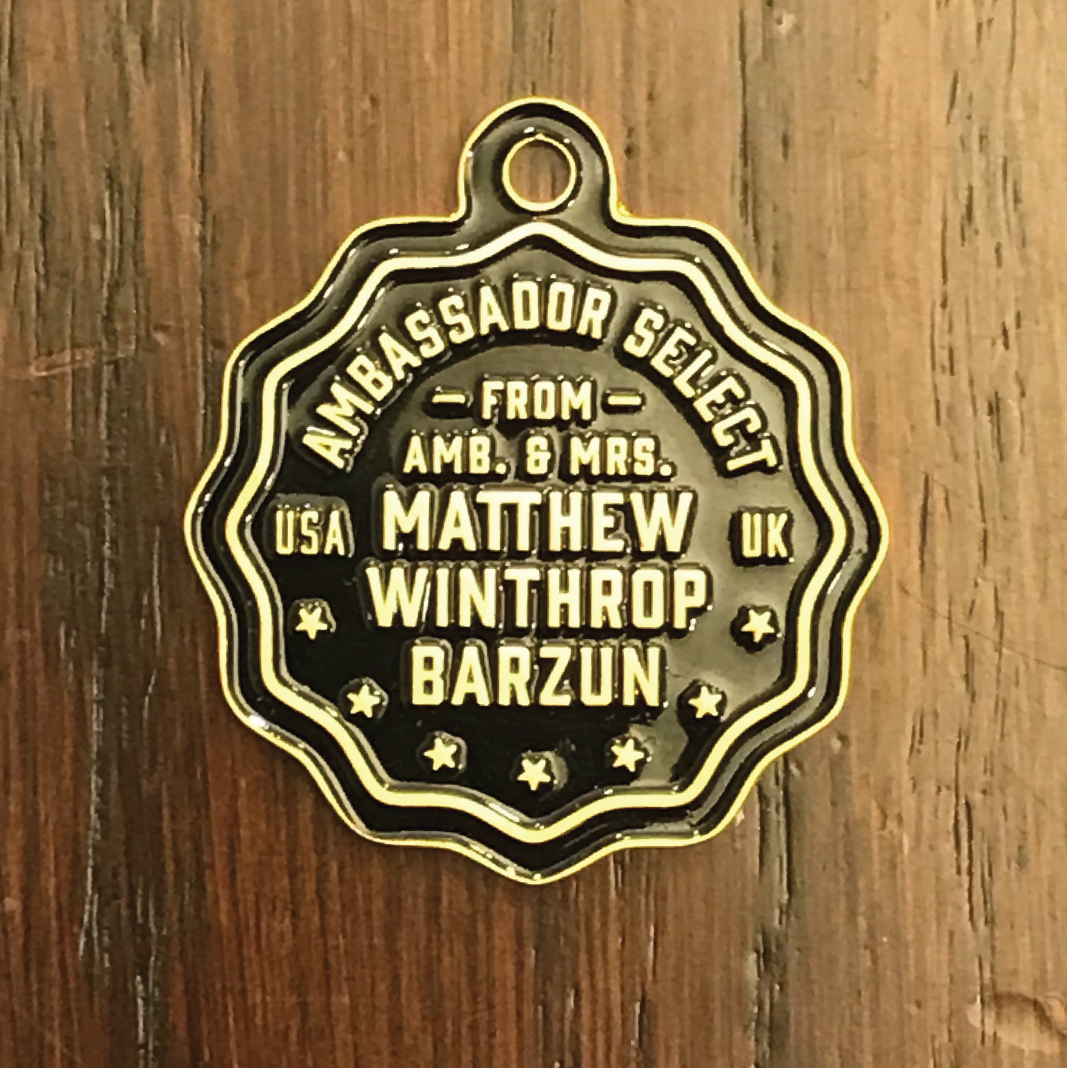 AMBASSADOR SELECT
– FROM –
AMB. & MRS.
USA MATTHEW UK
WINTHROP
BARZUN